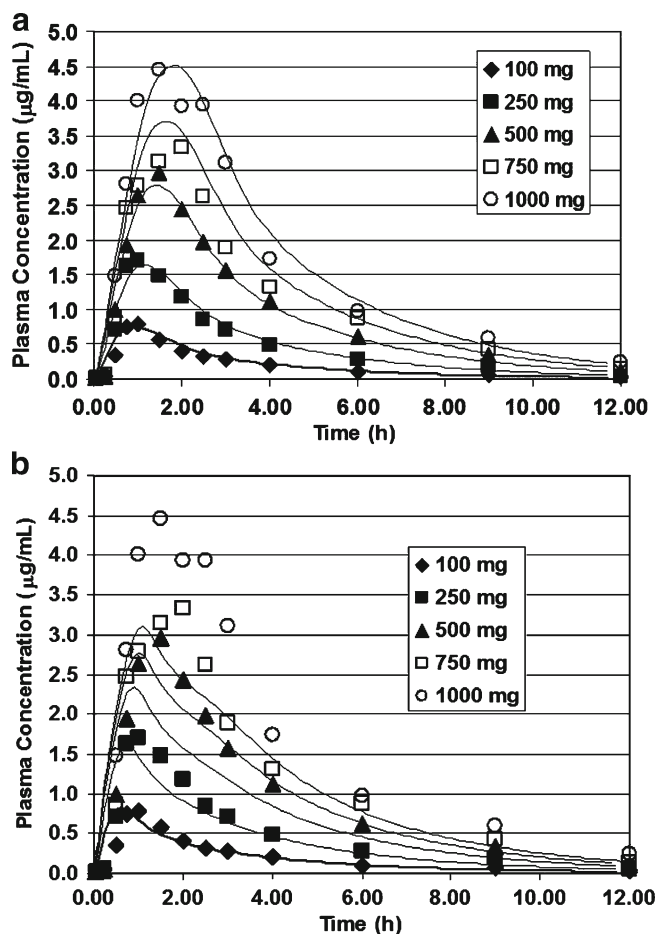 a
Plasma Concentration (μg/mL)
5.0
4.5
4.0
3.5
3.0
2.5
2.0
1.5
1.0
0.5
0.0
100 mg
250 mg
500 mg
750 mg
1000 mg
0.00 2.00 4.00 6.00 8.00 10.00 12.00
Time (h)
b
Plasma Concentration (μg/mL)
5.0
4.5
4.0
3.5
3.0
2.5
2.0
1.5
1.0
0.5
0.0
100 mg
250 mg
500 mg
750 mg
1000 mg
0.00 2.00 4.00 6.00 8.00 10.00 12.00
Time (h)